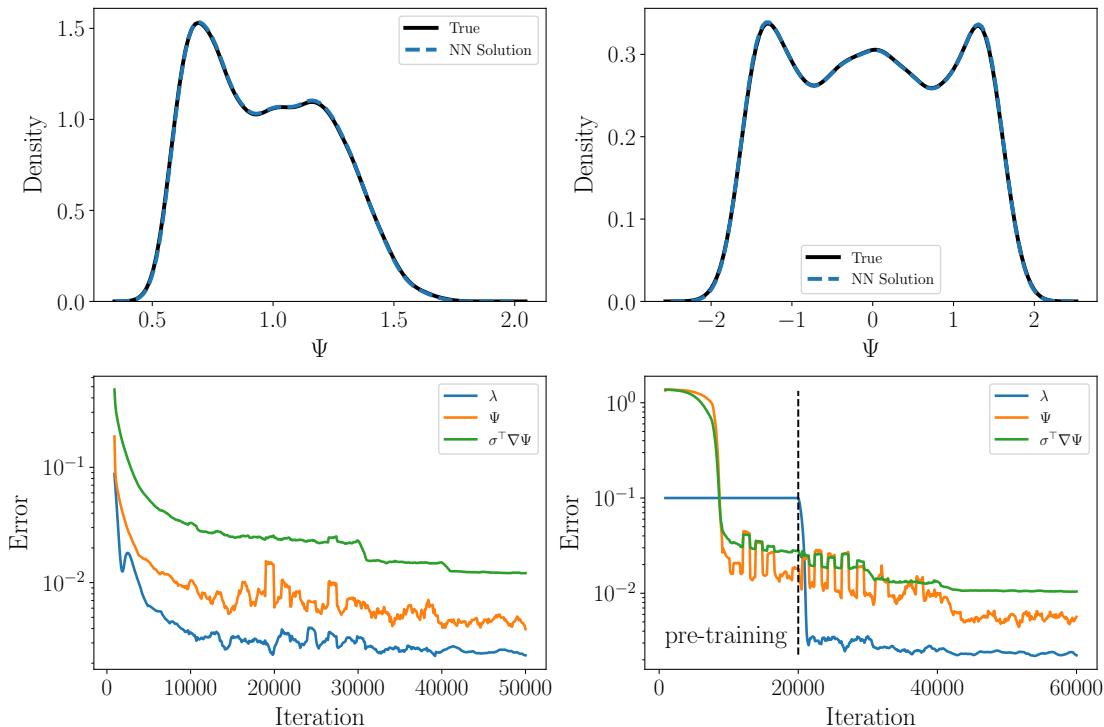 1.5
1.0
0.5
0.0
Density
0.5
1.0
1.5
2.0
Ψ
True
NN Solution
0.3
0.2
0.1
0.0
Density
−2
−1
0
1
2
Ψ
True
NN Solution
10⁻¹
10⁻²
Error
0
10000
20000
30000
40000
50000
Iteration
λ
Ψ
σ⊤∇Ψ
10⁰
10⁻¹
10⁻²
Error
pre-training
0
20000
40000
60000
Iteration
λ
Ψ
σ⊤∇Ψ